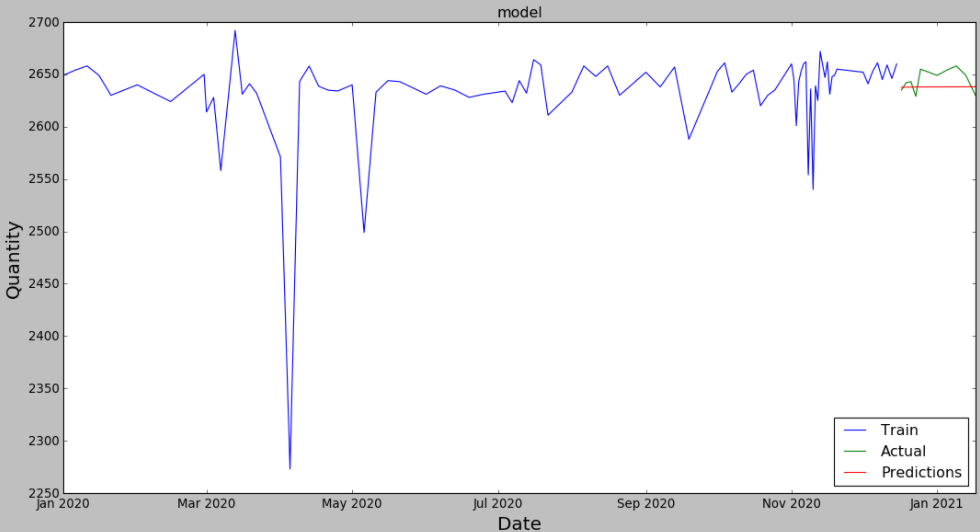 model
2700
2650
2600
2550
2500
2450
2400
2350
2300
2250
Quantity
Jan 2020 Mar 2020 May 2020 Jul 2020 Sep 2020 Nov 2020 Jan 2021
Date
Train
Actual
Predictions